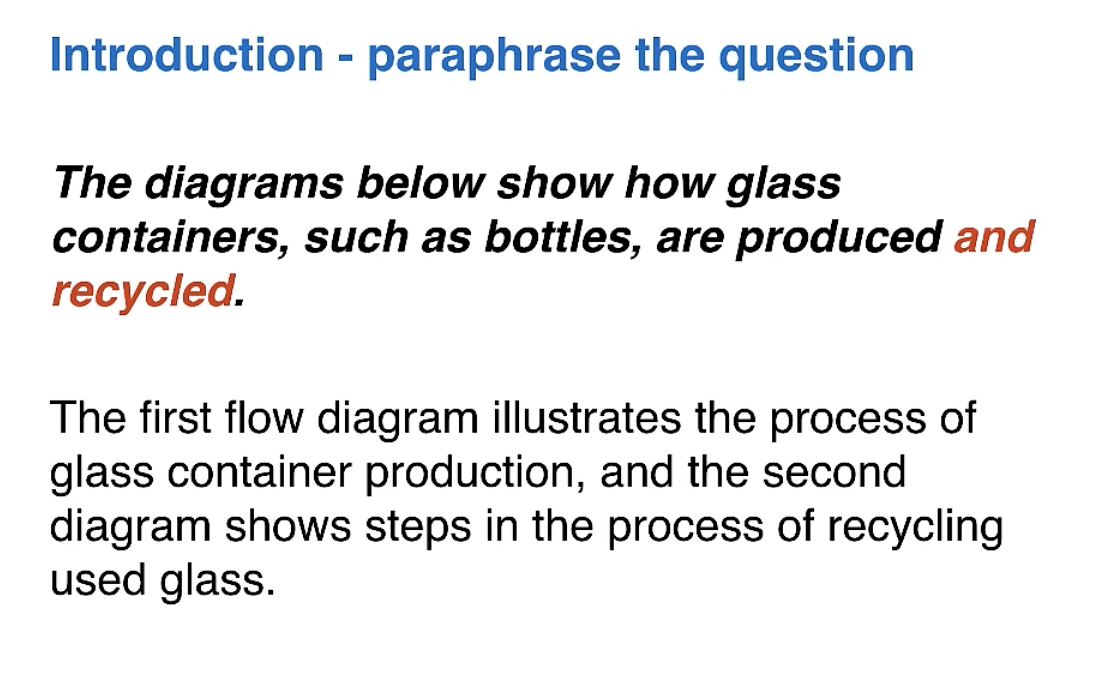 Introduction - paraphrase the question
The diagrams below show how glass
containers, such as bottles, are produced and
recycled.
The first flow diagram illustrates the process of
glass container production, and the second
diagram shows steps in the process of recycling
used glass.